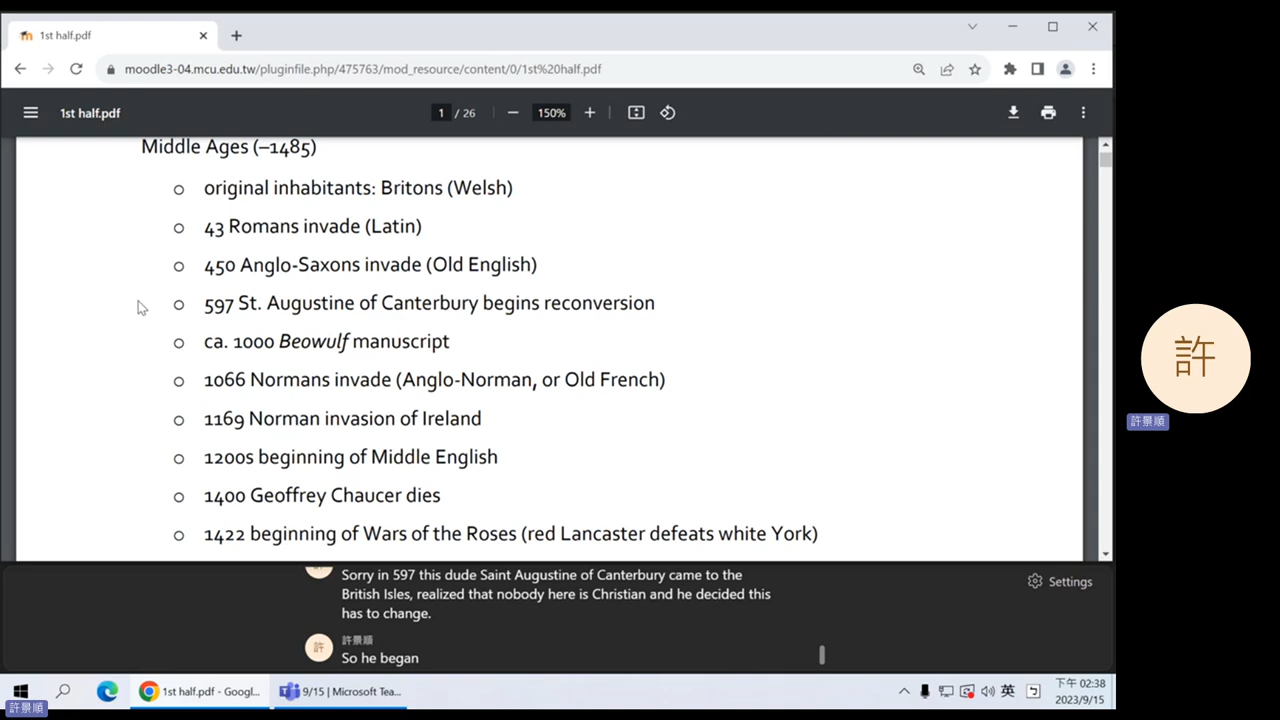 1st half.pdf
moodle3-04.mcu.edu.tw/pluginfile.php/475763/mod_resource/content/0/1st%20half.pdf
1st half.pdf
1 / 26
150%
Middle Ages (–1485)
original inhabitants: Britons (Welsh)
43 Romans invade (Latin)
450 Anglo-Saxons invade (Old English)
597 St. Augustine of Canterbury begins reconversion
ca. 1000 Beowulf manuscript
1066 Normans invade (Anglo-Norman, or Old French)
1169 Norman invasion of Ireland
1200s beginning of Middle English
1400 Geoffrey Chaucer dies
1422 beginning of Wars of the Roses (red Lancaster defeats white York)
許
許景順
Sorry in 597 this dude Saint Augustine of Canterbury came to the
British Isles, realized that nobody here is Christian and he decided this
has to change.
Settings
許
許景順
So he began
1st half.pdf - Googl...
9/15 | Microsoft Tea...
英
ㄅ
下午 02:38
2023/9/15
許景順